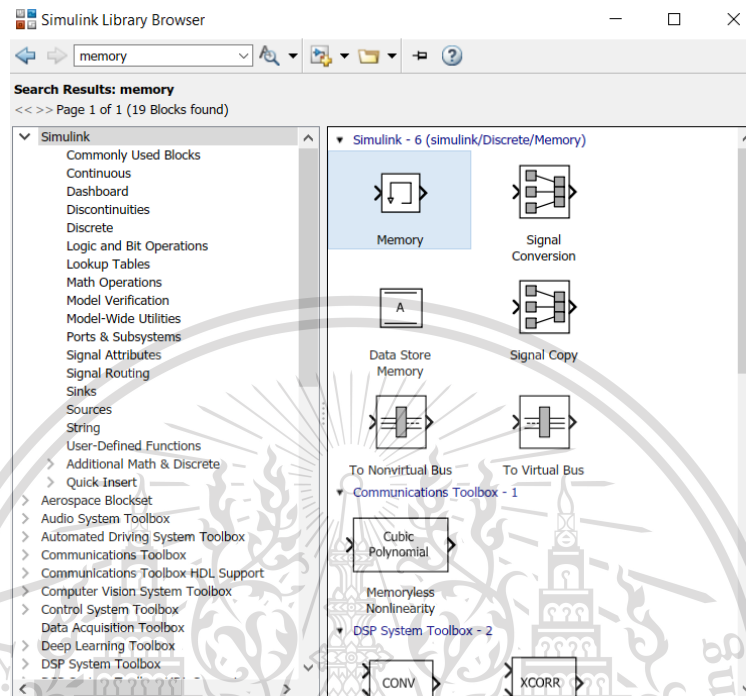 Simulink Library Browser
memory
Search Results: memory
<< >> Page 1 of 1 (19 Blocks found)
Simulink
Commonly Used Blocks
Continuous
Dashboard
Discontinuities
Discrete
Logic and Bit Operations
Lookup Tables
Math Operations
Model Verification
Model-Wide Utilities
Ports & Subsystems
Signal Attributes
Signal Routing
Sinks
Sources
String
User-Defined Functions
Additional Math & Discrete
Quick Insert
Aerospace Blockset
Audio System Toolbox
Automated Driving System Toolbox
Communications Toolbox
Communications Toolbox HDL Support
Computer Vision System Toolbox
Control System Toolbox
Data Acquisition Toolbox
Deep Learning Toolbox
DSP System Toolbox
Simulink - 6 (simulink/Discrete/Memory)
Memory
Signal
Conversion
A
Data Store
Memory
Signal Copy
To Nonvirtual Bus
To Virtual Bus
Communications Toolbox - 1
Cubic
Polynomial
Memoryless
Nonlinearity
DSP System Toolbox - 2
CONV
XCORR